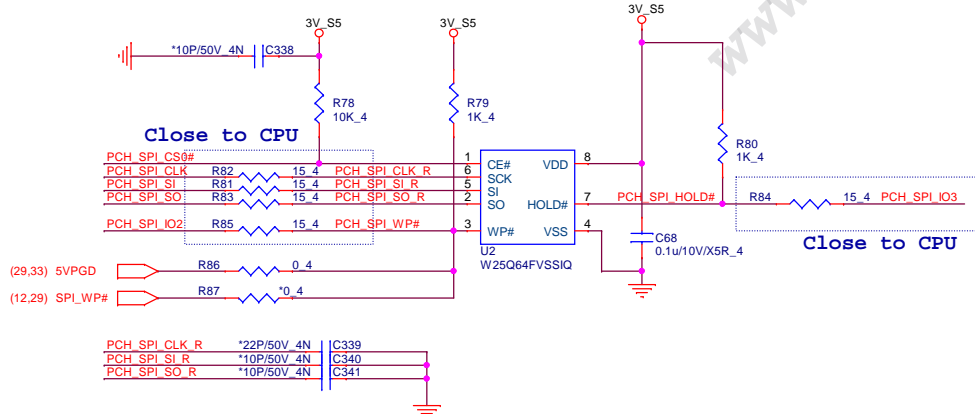 3V_S5 3V_S5 3V_S5
*10P/50V_4N C338
R78
10K_4
R79
1K_4
R80
1K_4
Close to CPU
PCH_SPI_CS0# 1 CE# VDD 8
PCH_SPI_CLK R82 15_4 PCH_SPI_CLK_R 6 SCK
PCH_SPI_SI R81 15_4 PCH_SPI_SI_R 5 SI
PCH_SPI_SO R83 15_4 PCH_SPI_SO_R 2 SO HOLD# 7 PCH_SPI_HOLD# R84 15_4 PCH_SPI_IO3
PCH_SPI_IO2 R85 15_4 PCH_SPI_WP# 3 WP# VSS 4
C68
0.1u/10V/X5R_4
Close to CPU
U2
W25Q64FVSSIQ
(29,33) 5VPGD R86 0_4
(12,29) SPI_WP# R87 *0_4
PCH_SPI_CLK_R *22P/50V_4N C339
PCH_SPI_SI_R *10P/50V_4N C340
PCH_SPI_SO_R *10P/50V_4N C341
www